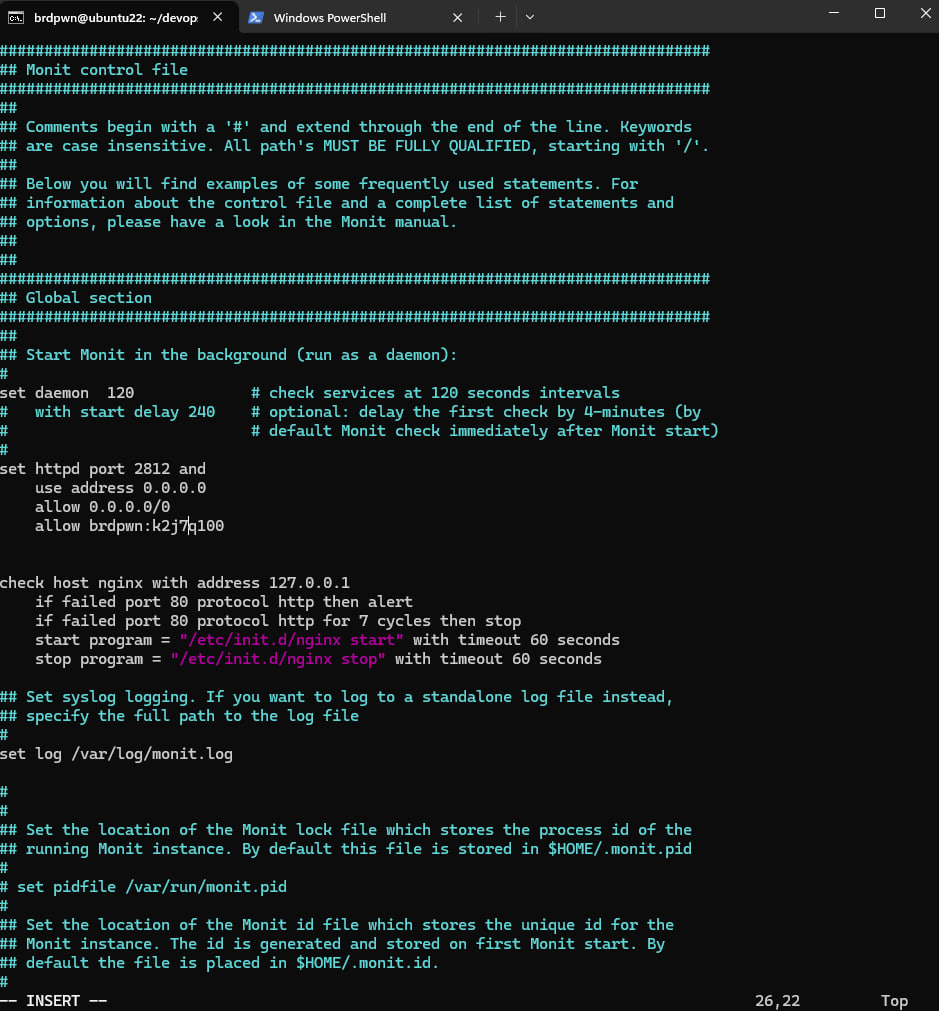 brdpwn@ubuntu22: ~/devop
Windows PowerShell
###############################################################################
## Monit control file
###############################################################################
##
## Comments begin with a '#' and extend through the end of the line. Keywords
## are case insensitive. All path's MUST BE FULLY QUALIFIED, starting with '/'.
##
## Below you will find examples of some frequently used statements. For
## information about the control file and a complete list of statements and
## options, please have a look in the Monit manual.
##
##
###############################################################################
## Global section
###############################################################################
##
## Start Monit in the background (run as a daemon):
#
set daemon  120             # check services at 120 seconds intervals
#   with start delay 240    # optional: delay the first check by 4-minutes (by
#                           # default Monit check immediately after Monit start)
#
set httpd port 2812 and
    use address 0.0.0.0
    allow 0.0.0.0/0
    allow brdpwn:k2j7q100

check host nginx with address 127.0.0.1
    if failed port 80 protocol http then alert
    if failed port 80 protocol http for 7 cycles then stop
    start program = "/etc/init.d/nginx start" with timeout 60 seconds
    stop program = "/etc/init.d/nginx stop" with timeout 60 seconds

## Set syslog logging. If you want to log to a standalone log file instead,
## specify the full path to the log file
#
set log /var/log/monit.log

#
#
## Set the location of the Monit lock file which stores the process id of the
## running Monit instance. By default this file is stored in $HOME/.monit.pid
#
# set pidfile /var/run/monit.pid
#
## Set the location of the Monit id file which stores the unique id for the
## Monit instance. The id is generated and stored on first Monit start. By
## default the file is placed in $HOME/.monit.id.
#
-- INSERT --                                                                        26,22         Top